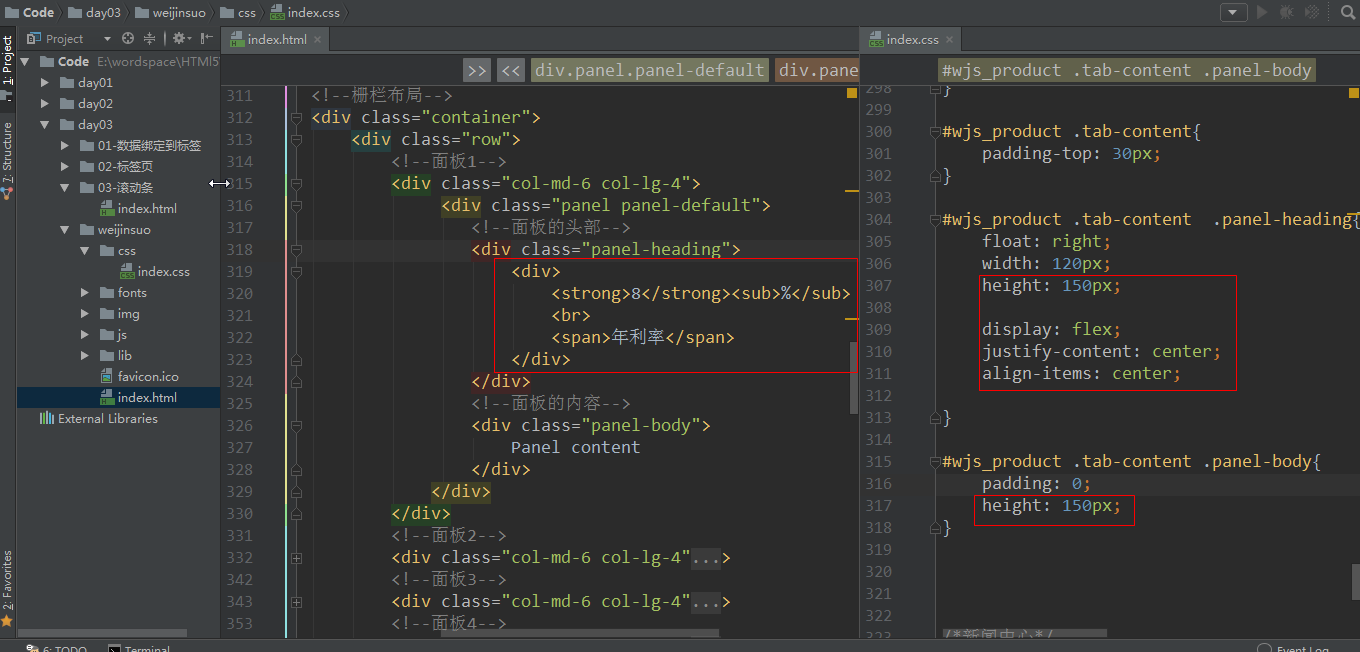 Code day03 weijinsuo css index.css
Project
index.html
index.css
1: Project
7: Structure
2: Favorites
Code E:\wordspace\HTMl5
day01
day02
day03
01-数据绑定到标签
02-标签页
03-滚动条
index.html
weijinsuo
css
index.css
fonts
img
js
lib
favicon.ico
index.html
External Libraries
>> << div.panel.panel-default div.pane
311 <!--栅栏布局-->
312 <div class="container">
313 <div class="row">
314 <!--面板1-->
315 <div class="col-md-6 col-lg-4">
316 <div class="panel panel-default">
317 <!--面板的头部-->
318 <div class="panel-heading">
319 <div>
320 <strong>8</strong><sub>%</sub>
321 <br>
322 <span>年利率</span>
323 </div>
324 </div>
325 <!--面板的内容-->
326 <div class="panel-body">
327 Panel content
328 </div>
329 </div>
330 </div>
331 <!--面板2-->
332 <div class="col-md-6 col-lg-4"...>
342 <!--面板3-->
343 <div class="col-md-6 col-lg-4"...>
353 <!--面板4-->
#wjs_product .tab-content .panel-body
298 }
299
300 #wjs_product .tab-content{
301 padding-top: 30px;
302 }
303
304 #wjs_product .tab-content  .panel-heading{
305 float: right;
306 width: 120px;
307 height: 150px;
308
309 display: flex;
310 justify-content: center;
311 align-items: center;
312
313 }
314
315 #wjs_product .tab-content .panel-body{
316 padding: 0;
317 height: 150px;
318 }
319
320
321
322
323 /*新闻中心*/
6: TODO Terminal Event Log